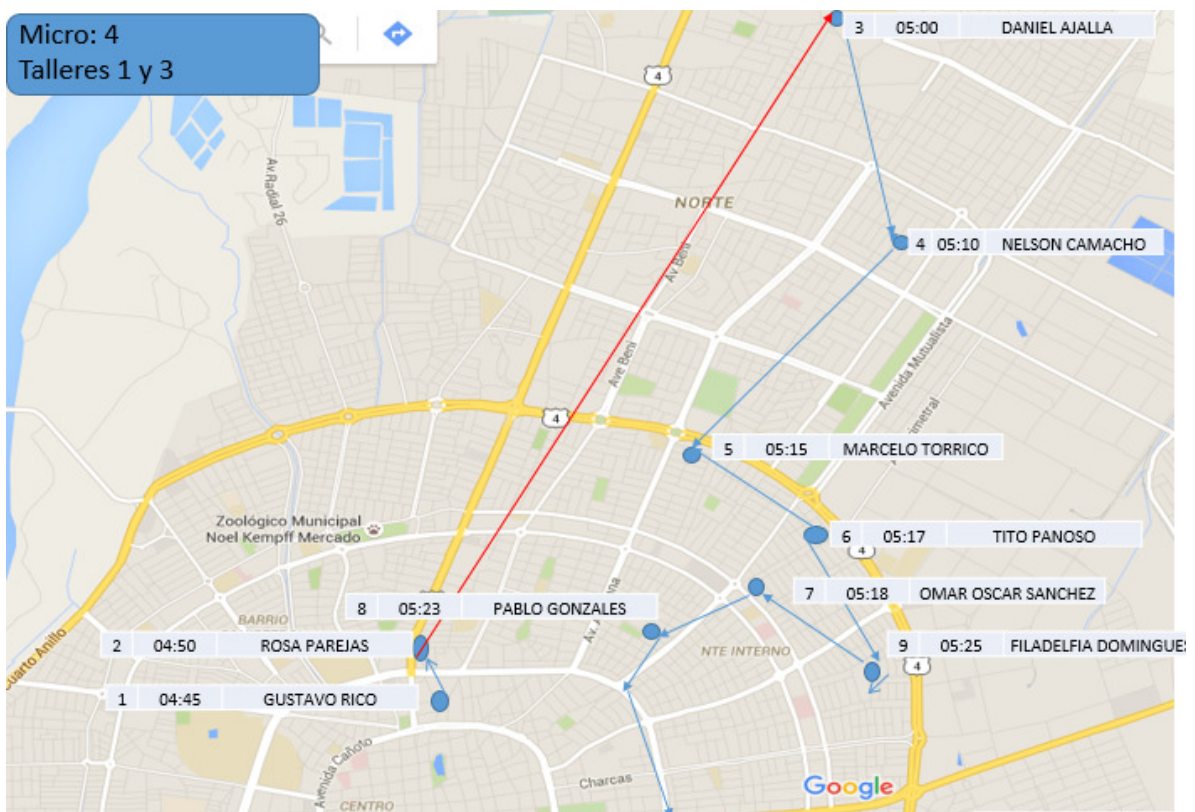 Micro: 4
Talleres 1 y 3
3 05:00 DANIEL AJALLA
4
Av.Radial 26
NORTE
4 05:10 NELSON CAMACHO
Av Beni
Ave Beni
Avenida Mutualista
4
5 05:15 MARCELO TORRICO
Zoológico Municipal
Noel Kempff Mercado
6 05:17 TITO PANOSO
4
7 05:18 OMAR OSCAR SANCHEZ
8 05:23 PABLO GONZALES
BARRIO
2 04:50 ROSA PAREJAS
NTE INTERNO
9 05:25 FILADELFIA DOMINGUES
4
Cuarto Anillo
1 04:45 GUSTAVO RICO
Avenida Cañoto
Charcas
Google
CENTRO